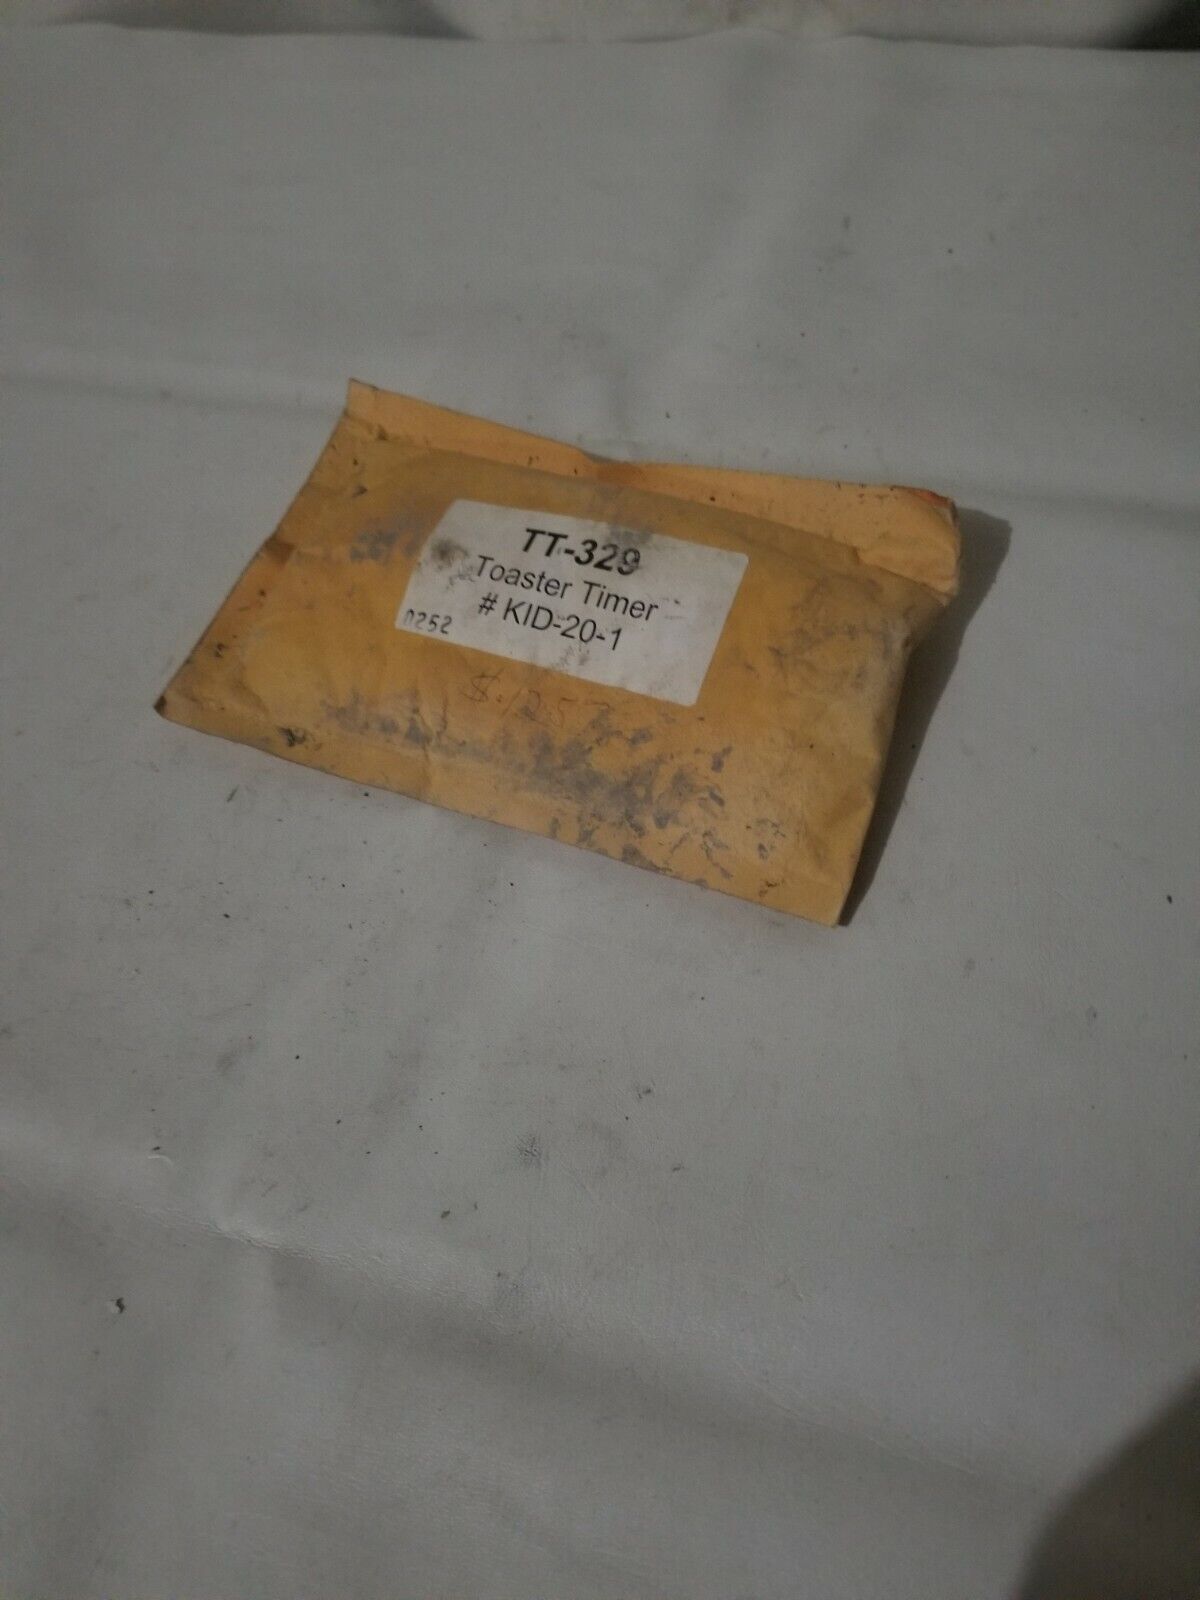 TT-329
Toaster Timer
# KID-20-1
0252